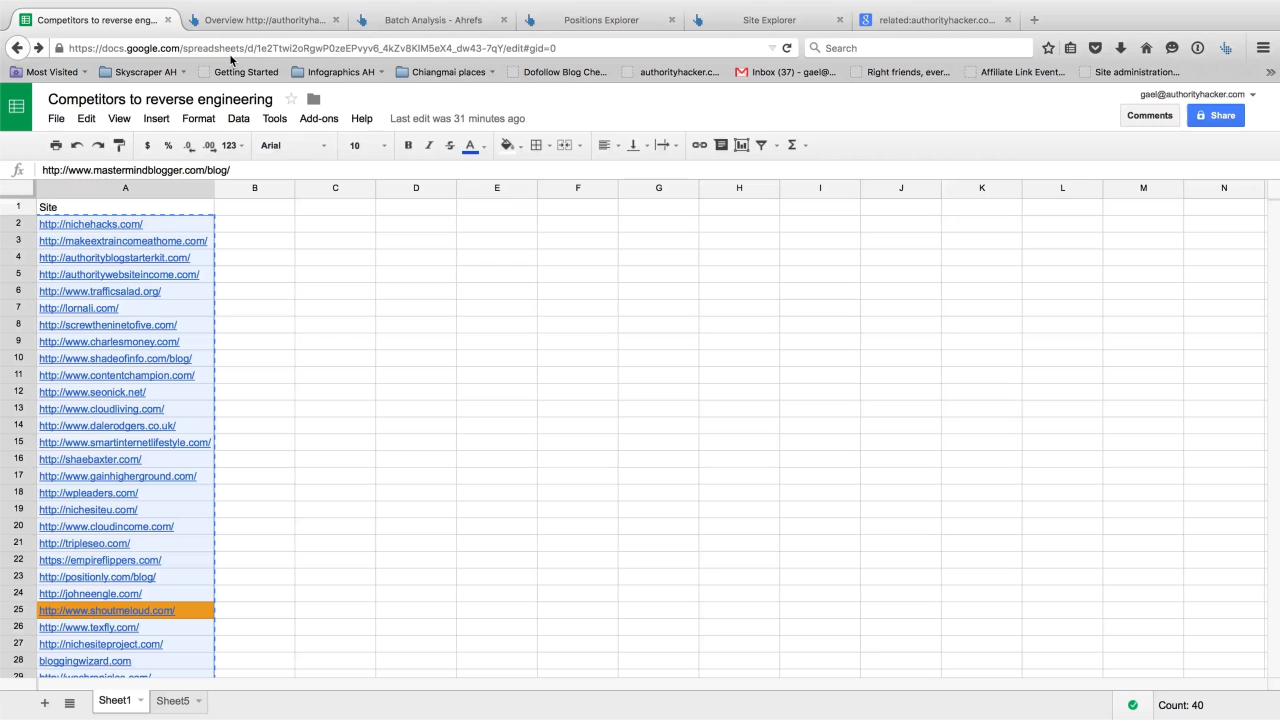 Competitors to reverse eng...
Overview http://authorityha...
Batch Analysis - Ahrefs
Positions Explorer
Site Explorer
related:authorityhacker.co...
https://docs.google.com/spreadsheets/d/1e2Ttwi2oRgwP0zeEPvyv6_4kZv8KIM5eX4_dw43-7qY/edit#gid=0
Search
Most Visited
Skyscraper AH
Getting Started
Infographics AH
Chiangmai places
Dofollow Blog Che...
authorityhacker.c...
Inbox (37) - gael@...
Right friends, ever...
Affiliate Link Event...
Site administration...
Competitors to reverse engineering
gael@authorityhacker.com
File Edit View Insert Format Data Tools Add-ons Help Last edit was 31 minutes ago
Comments
Share
$ % .0 .00 123 Arial 10 B I S A
fx http://www.mastermindblogger.com/blog/
A B C D E F G H I J K L M N
1 Site
2 http://nichehacks.com/
3 http://makeextraincomeathome.com/
4 http://authorityblogstarterkit.com/
5 http://authoritywebsiteincome.com/
6 http://www.trafficsalad.org/
7 http://lornali.com/
8 http://screwtheninetofive.com/
9 http://www.charlesmoney.com/
10 http://www.shadeofinfo.com/blog/
11 http://www.contentchampion.com/
12 http://www.seonick.net/
13 http://www.cloudliving.com/
14 http://www.dalerodgers.co.uk/
15 http://www.smartinternetlifestyle.com/
16 http://shaebaxter.com/
17 http://www.gainhigherground.com/
18 http://wpleaders.com/
19 http://nichesiteu.com/
20 http://www.cloudincome.com/
21 http://tripleseo.com/
22 https://empireflippers.com/
23 http://positionly.com/blog/
24 http://johneengle.com/
25 http://www.shoutmeloud.com/
26 http://www.texfly.com/
27 http://nichesiteproject.com/
28 bloggingwizard.com
29
Sheet1
Sheet5
Count: 40